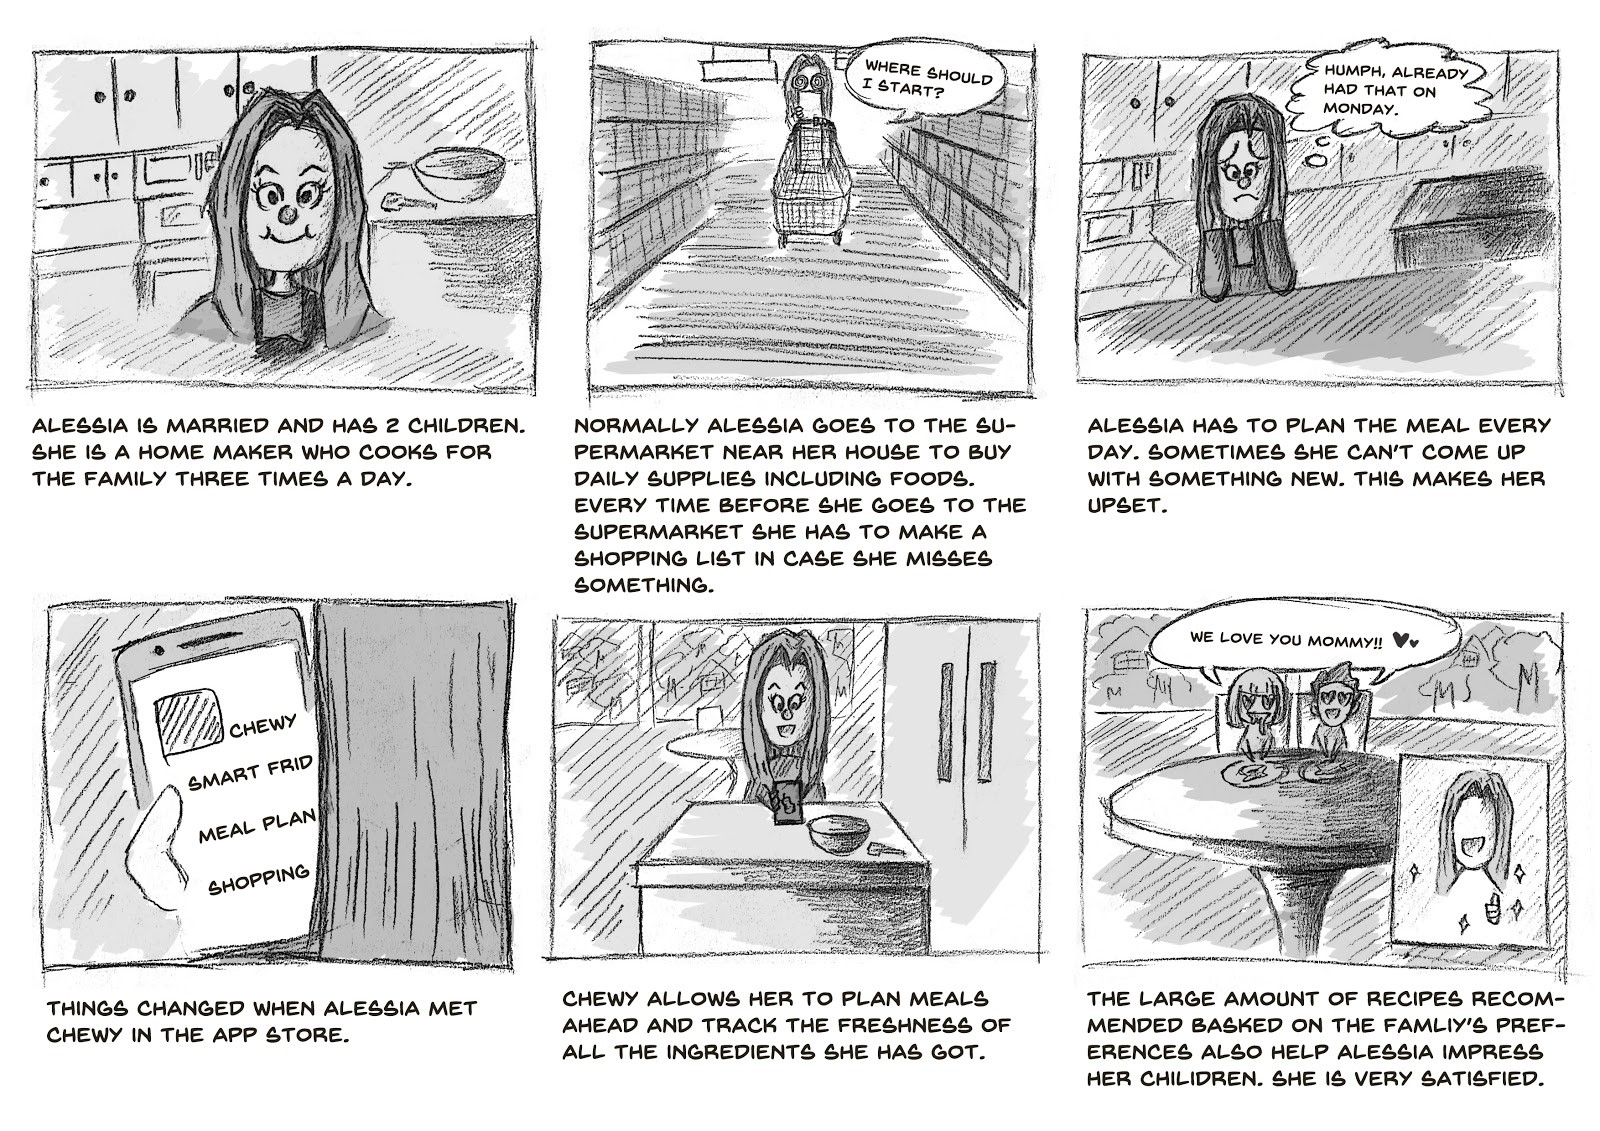 ALESSIA IS MARRIED AND HAS 2 CHILDREN.
SHE IS A HOME MAKER WHO COOKS FOR
THE FAMILY THREE TIMES A DAY.
WHERE SHOULD
I START?
NORMALLY ALESSIA GOES TO THE SU-
PERMARKET NEAR HER HOUSE TO BUY
DAILY SUPPLIES INCLUDING FOODS.
EVERY TIME BEFORE SHE GOES TO THE
SUPERMARKET SHE HAS TO MAKE A
SHOPPING LIST IN CASE SHE MISSES
SOMETHING.
HUMPH, ALREADY
HAD THAT ON
MONDAY.
ALESSIA HAS TO PLAN THE MEAL EVERY
DAY. SOMETIMES SHE CAN'T COME UP
WITH SOMETHING NEW. THIS MAKES HER
UPSET.
CHEWY
SMART FRID
MEAL PLAN
SHOPPING
THINGS CHANGED WHEN ALESSIA MET
CHEWY IN THE APP STORE.
CHEWY ALLOWS HER TO PLAN MEALS
AHEAD AND TRACK THE FRESHNESS OF
ALL THE INGREDIENTS SHE HAS GOT.
WE LOVE YOU MOMMY!! ♥♥
THE LARGE AMOUNT OF RECIPES RECOM-
MENDED BASKED ON THE FAMLIY'S PREF-
ERENCES ALSO HELP ALESSIA IMPRESS
HER CHILIDREN. SHE IS VERY SATISFIED.